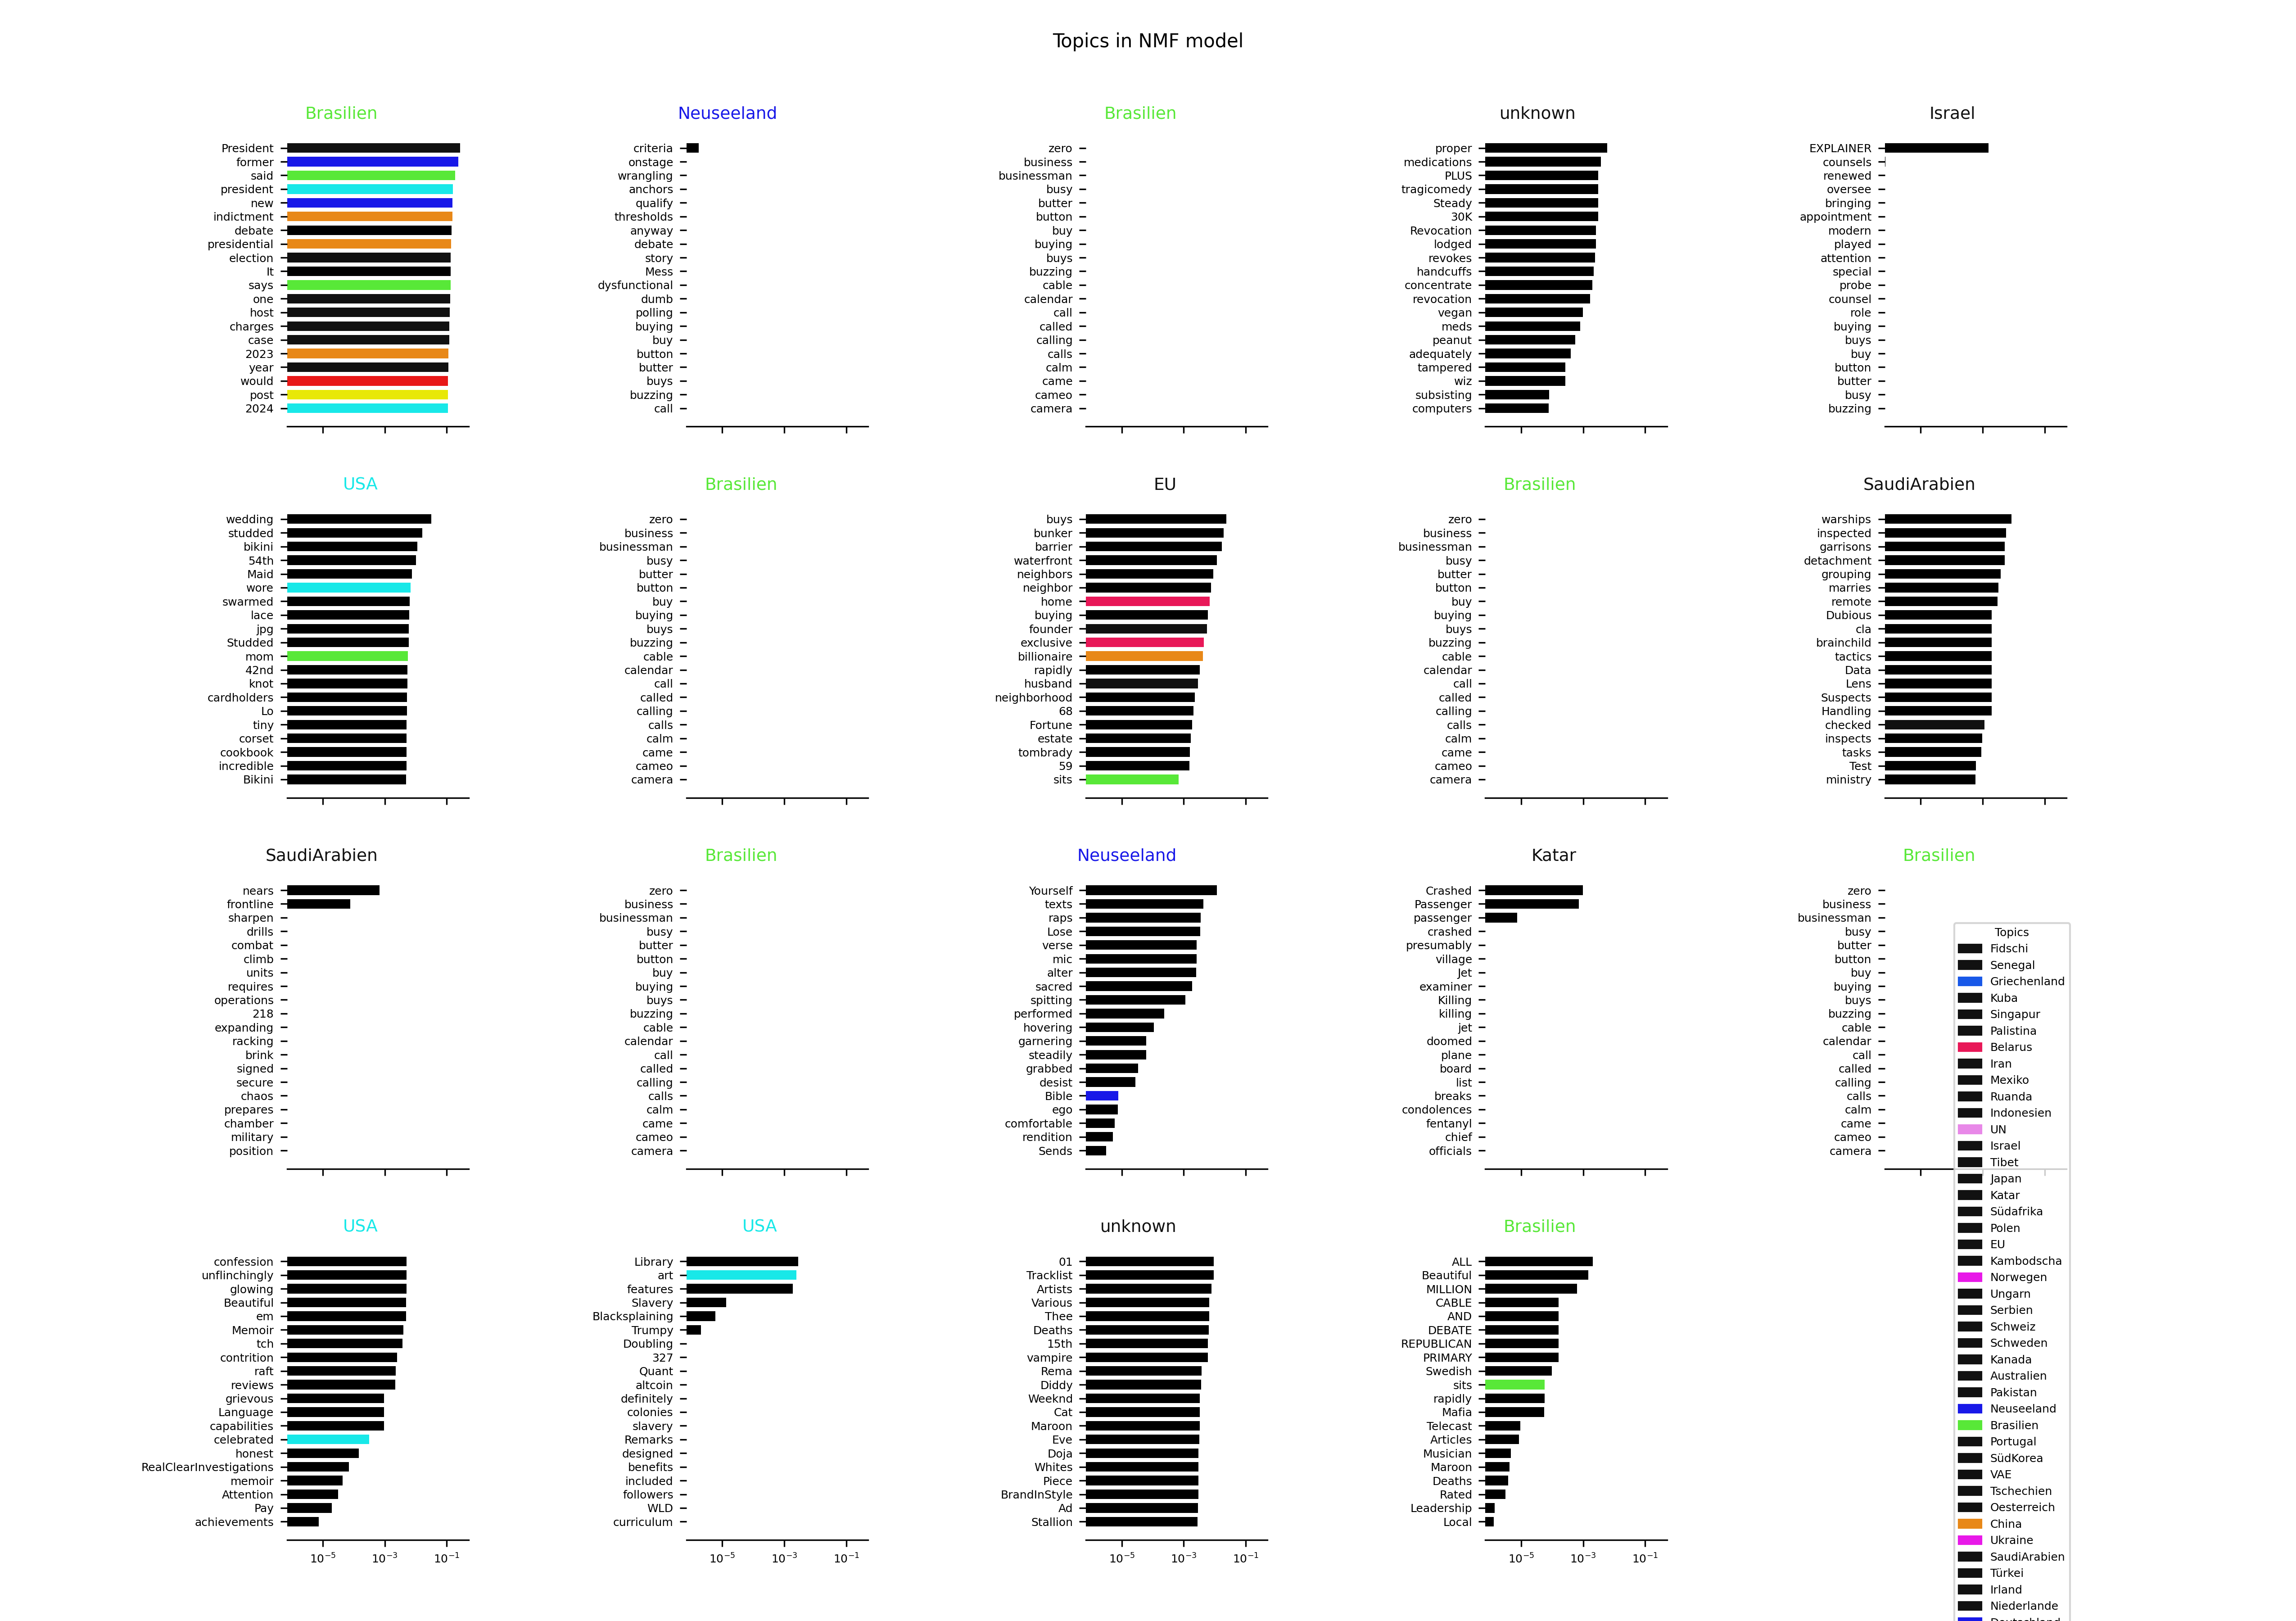 Topics in NMF model
Brasilien
President
former
said
president
new
indictment
debate
presidential
election
It
says
one
host
charges
case
2023
year
would
post
2024
Neuseeland
criteria
onstage
wrangling
anchors
qualify
thresholds
anyway
debate
story
Mess
dysfunctional
dumb
polling
buying
buy
button
butter
buys
buzzing
call
Brasilien
zero
business
businessman
busy
butter
button
buy
buying
buys
buzzing
cable
calendar
call
called
calling
calls
calm
came
cameo
camera
unknown
proper
medications
PLUS
tragicomedy
Steady
30K
Revocation
lodged
revokes
handcuffs
concentrate
revocation
vegan
meds
peanut
adequately
tampered
wiz
subsisting
computers
Israel
EXPLAINER
counsels
renewed
oversee
bringing
appointment
modern
played
attention
special
probe
counsel
role
buying
buys
buy
button
butter
busy
buzzing
USA
wedding
studded
bikini
54th
Maid
wore
swarmed
lace
jpg
Studded
mom
42nd
knot
cardholders
Lo
tiny
corset
cookbook
incredible
Bikini
Brasilien
zero
business
businessman
busy
butter
button
buy
buying
buys
buzzing
cable
calendar
call
called
calling
calls
calm
came
cameo
camera
EU
buys
bunker
barrier
waterfront
neighbors
neighbor
home
buying
founder
exclusive
billionaire
rapidly
husband
neighborhood
68
Fortune
estate
tombrady
59
sits
Brasilien
zero
business
businessman
busy
butter
button
buy
buying
buys
buzzing
cable
calendar
call
called
calling
calls
calm
came
cameo
camera
SaudiArabien
warships
inspected
garrisons
detachment
grouping
marries
remote
Dubious
cla
brainchild
tactics
Data
Lens
Suspects
Handling
checked
inspects
tasks
Test
ministry
SaudiArabien
nears
frontline
sharpen
drills
combat
climb
units
requires
operations
218
expanding
racking
brink
signed
secure
chaos
prepares
chamber
military
position
Brasilien
zero
business
businessman
busy
butter
button
buy
buying
buys
buzzing
cable
calendar
call
called
calling
calls
calm
came
cameo
camera
Neuseeland
Yourself
texts
raps
Lose
verse
mic
alter
sacred
spitting
performed
hovering
garnering
steadily
grabbed
desist
Bible
ego
comfortable
rendition
Sends
Katar
Crashed
Passenger
passenger
crashed
presumably
village
Jet
examiner
Killing
killing
jet
doomed
plane
board
list
breaks
condolences
fentanyl
chief
officials
Brasilien
zero
business
businessman
busy
butter
button
buy
buying
buys
buzzing
cable
calendar
call
called
calling
calls
calm
came
cameo
camera
USA
confession
unflinchingly
glowing
Beautiful
em
Memoir
tch
contrition
raft
reviews
grievous
Language
capabilities
celebrated
honest
RealClearInvestigations
memoir
Attention
Pay
achievements
10⁻⁵ 10⁻³ 10⁻¹
USA
Library
art
features
Slavery
Blacksplaining
Trumpy
Doubling
327
Quant
altcoin
definitely
colonies
slavery
Remarks
designed
benefits
included
followers
WLD
curriculum
10⁻⁵ 10⁻³ 10⁻¹
unknown
01
Tracklist
Artists
Various
Thee
Deaths
15th
vampire
Rema
Diddy
Weeknd
Cat
Maroon
Eve
Doja
Whites
Piece
BrandInStyle
Ad
Stallion
10⁻⁵ 10⁻³ 10⁻¹
Brasilien
ALL
Beautiful
MILLION
CABLE
AND
DEBATE
REPUBLICAN
PRIMARY
Swedish
sits
rapidly
Mafia
Telecast
Articles
Musician
Maroon
Deaths
Rated
Leadership
Local
10⁻⁵ 10⁻³ 10⁻¹
Topics
Fidschi
Senegal
Griechenland
Kuba
Singapur
Palistina
Belarus
Iran
Mexiko
Ruanda
Indonesien
UN
Israel
Tibet
Japan
Katar
Südafrika
Polen
EU
Kambodscha
Norwegen
Ungarn
Serbien
Schweiz
Schweden
Kanada
Australien
Pakistan
Neuseeland
Brasilien
Portugal
SüdKorea
VAE
Tschechien
Oesterreich
China
Ukraine
SaudiArabien
Türkei
Irland
Niederlande